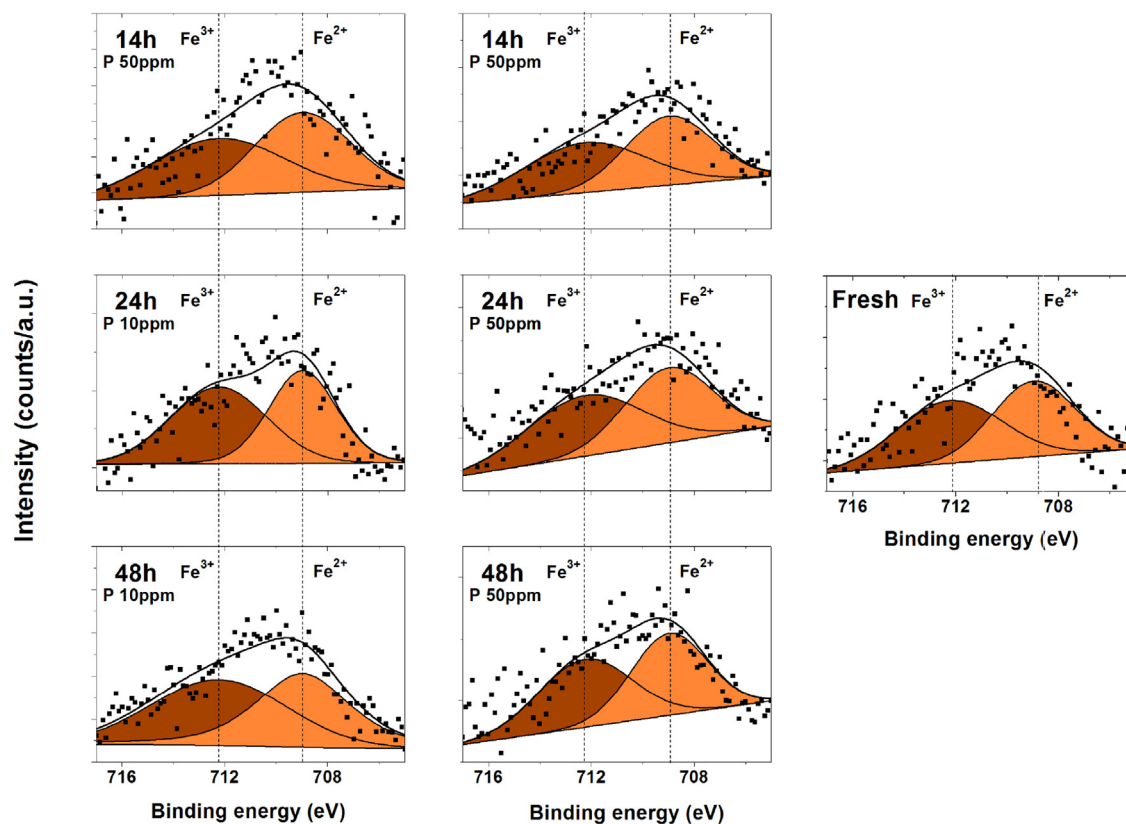 14h Fe3+ Fe2+
P 50ppm
14h Fe3+ Fe2+
P 50ppm
Intensity (counts/a.u.)
24h Fe3+ Fe2+
P 10ppm
24h Fe3+ Fe2+
P 50ppm
Fresh Fe3+ Fe2+
716 712 708
Binding energy (eV)
48h Fe3+ Fe2+
P 10ppm
48h Fe3+ Fe2+
P 50ppm
716 712 708
Binding energy (eV)
716 712 708
Binding energy (eV)